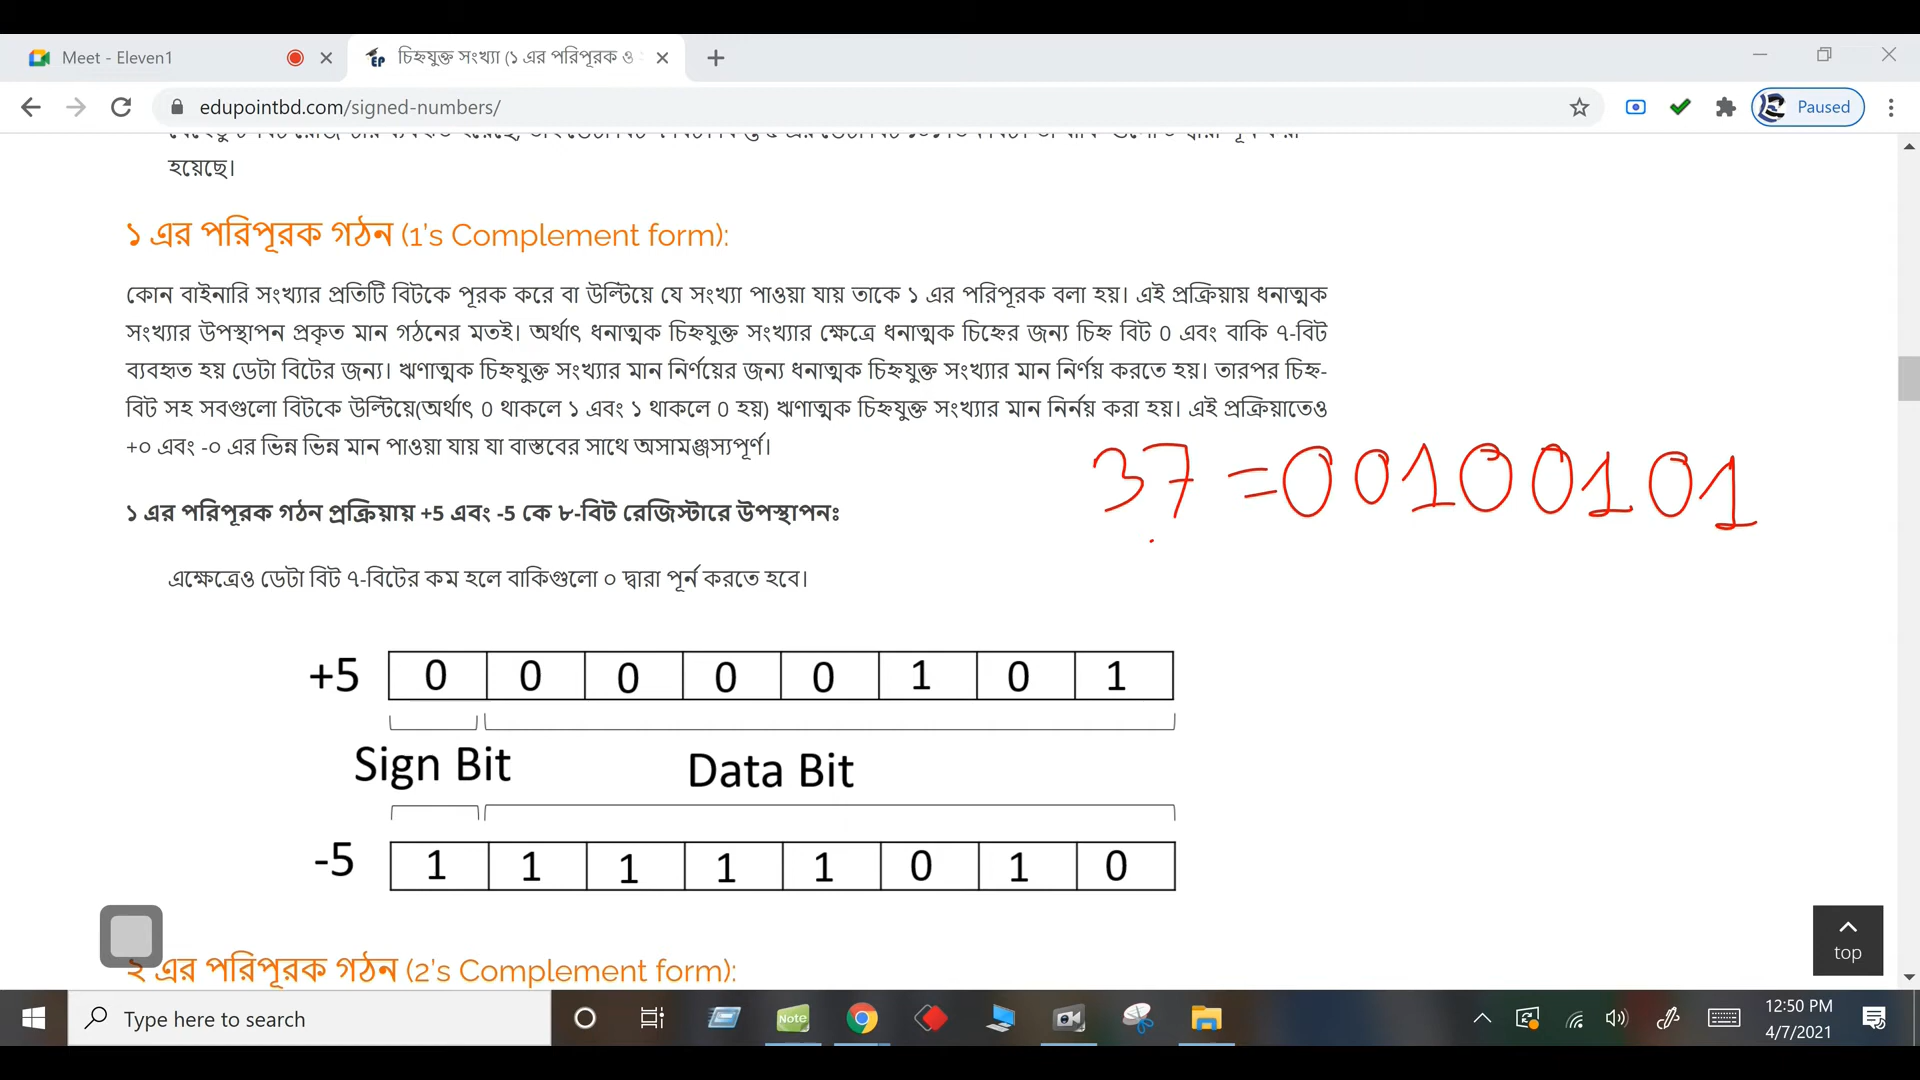 Meet - Eleven1
চিহ্নযুক্ত সংখ্যা (১ এর পরিপূরক ও
edupointbd.com/signed-numbers/
Paused
হয়েছে।
১ এর পরিপূরক গঠন (1's Complement form):
কোন বাইনারি সংখ্যার প্রতিটি বিটকে পূরক করে বা উল্টিয়ে যে সংখ্যা পাওয়া যায় তাকে ১ এর পরিপূরক বলা হয়। এই প্রক্রিয়ায় ধনাত্মক
সংখ্যার উপস্থাপন প্রকৃত মান গঠনের মতই। অর্থাৎ ধনাত্মক চিহ্নযুক্ত সংখ্যার ক্ষেত্রে ধনাত্মক চিহ্নের জন্য চিহ্ন বিট 0 এবং বাকি ৭-বিট
ব্যবহৃত হয় ডেটা বিটের জন্য। ঋণাত্মক চিহ্নযুক্ত সংখ্যার মান নির্ণয়ের জন্য ধনাত্মক চিহ্নযুক্ত সংখ্যার মান নির্ণয় করতে হয়। তারপর চিহ্ন-
বিট সহ সবগুলো বিটকে উল্টিয়ে(অর্থাৎ 0 থাকলে ১ এবং ১ থাকলে 0 হয়) ঋণাত্মক চিহ্নযুক্ত সংখ্যার মান নির্নয় করা হয়। এই প্রক্রিয়াতেও
+০ এবং -০ এর ভিন্ন ভিন্ন মান পাওয়া যায় যা বাস্তবের সাথে অসামঞ্জস্যপূর্ণ।
37 = 00100101
১ এর পরিপূরক গঠন প্রক্রিয়ায় +5 এবং -5 কে ৮-বিট রেজিস্টারে উপস্থাপনঃ
এক্ষেত্রেও ডেটা বিট ৭-বিটের কম হলে বাকিগুলো ০ দ্বারা পূর্ন করতে হবে।
+5 0 0 0 0 0 1 0 1
Sign Bit Data Bit
-5 1 1 1 1 1 0 1 0
top
২ এর পরিপূরক গঠন (2's Complement form):
Type here to search
Note
12:50 PM
4/7/2021